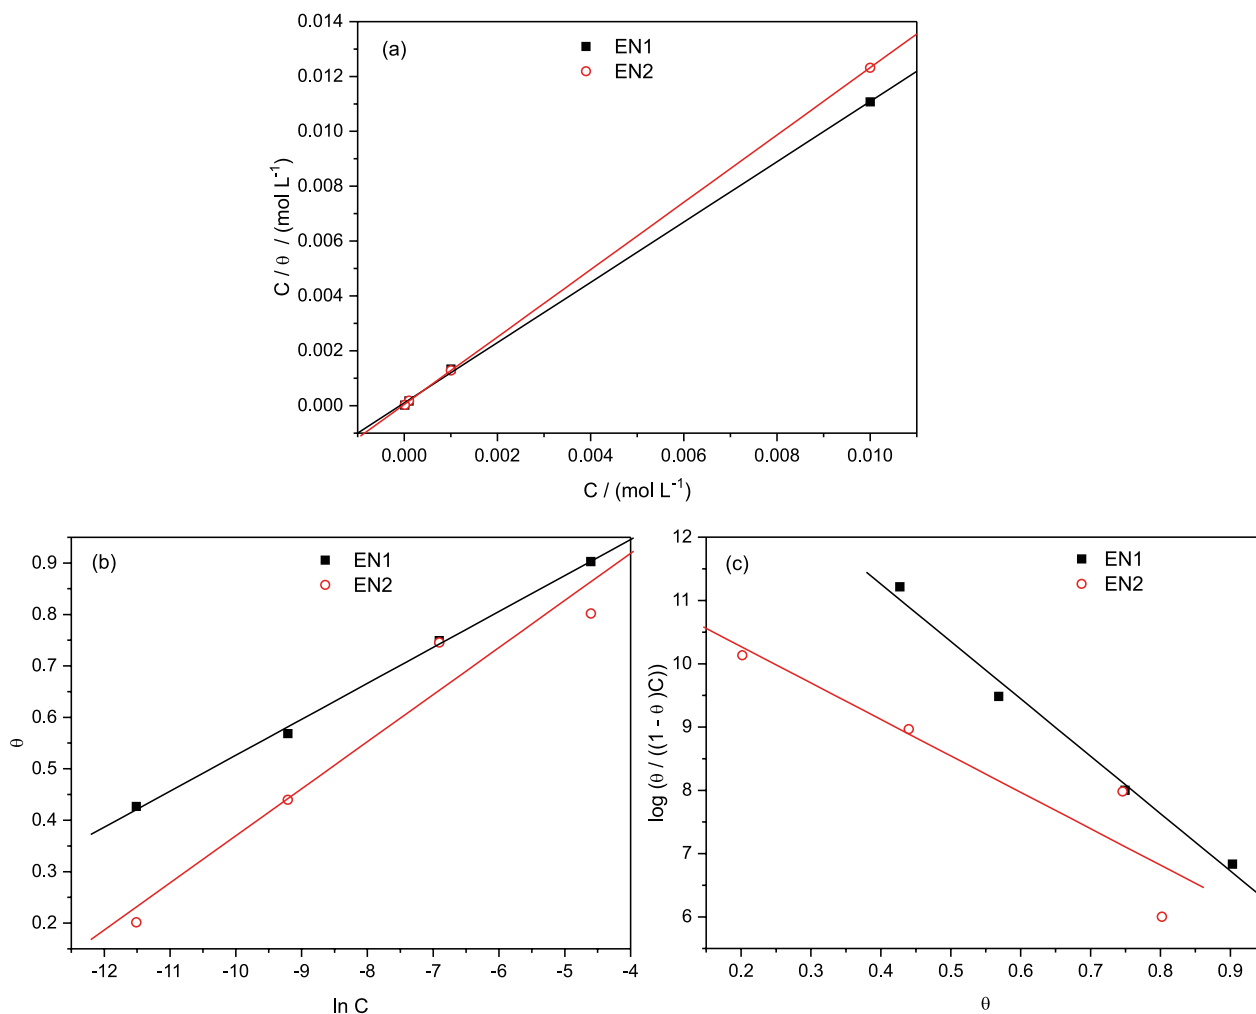 (a)
EN1
EN2
0.014
0.012
0.010
0.008
0.006
0.004
0.002
0.000
C / θ / (mol L⁻¹)
0.000 0.002 0.004 0.006 0.008 0.010
C / (mol L⁻¹)
(b)
EN1
EN2
0.9
0.8
0.7
0.6
0.5
0.4
0.3
0.2
θ
-12 -11 -10 -9 -8 -7 -6 -5 -4
ln C
(c)
EN1
EN2
12
11
10
9
8
7
6
log (θ / ((1 - θ )C))
0.2 0.3 0.4 0.5 0.6 0.7 0.8 0.9
θ